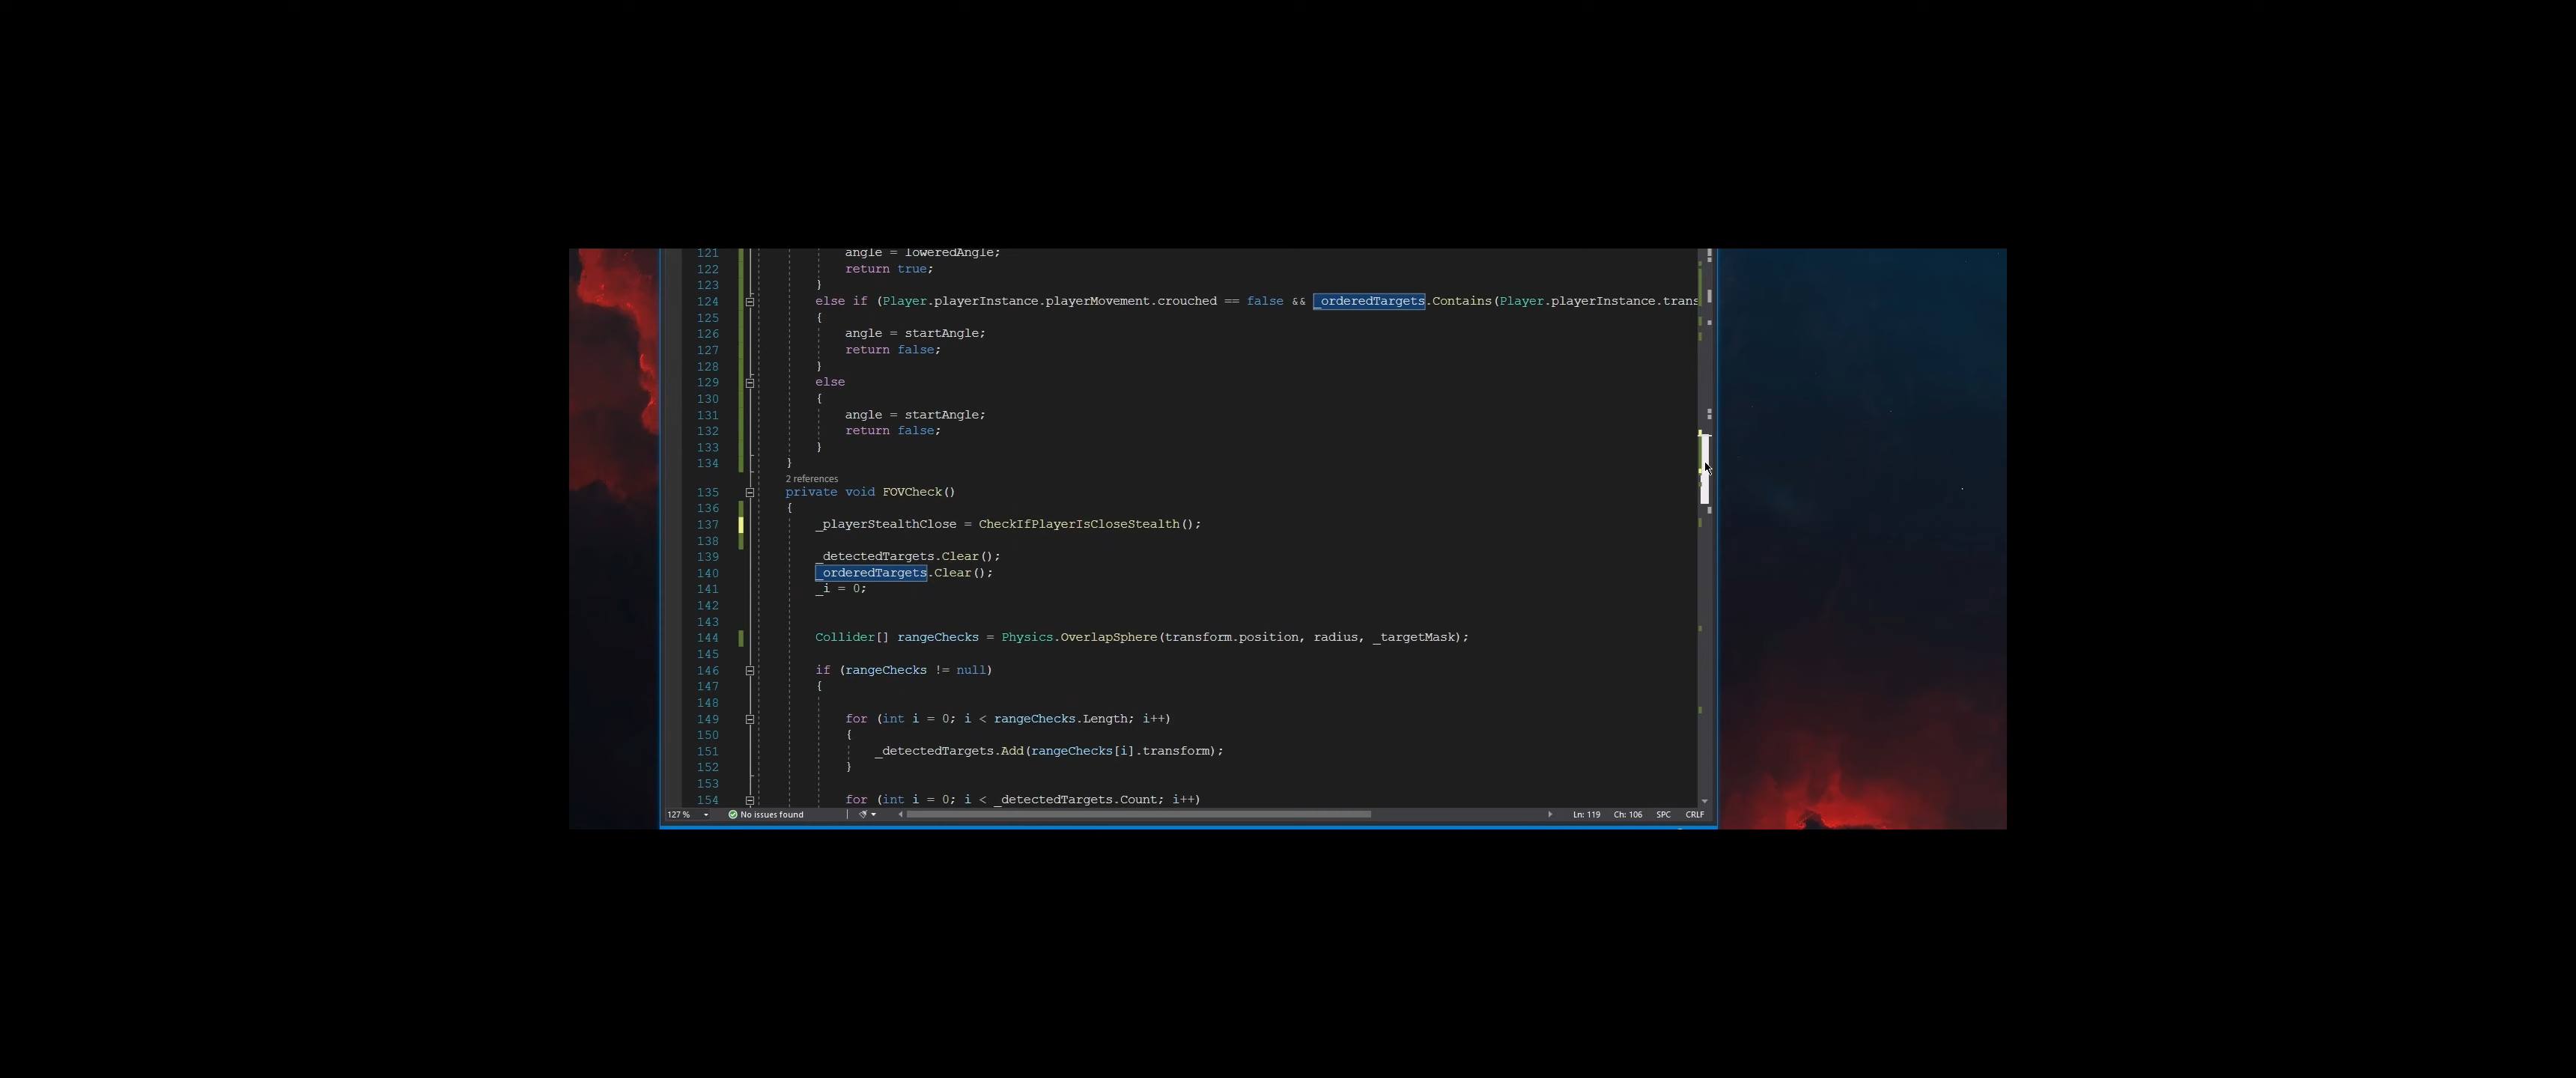 121 angle = loweredAngle;
122 return true;
123 }
124 else if (Player.playerInstance.playerMovement.crouched == false && _orderedTargets.Contains(Player.playerInstance.trans
125 {
126 angle = startAngle;
127 return false;
128 }
129 else
130 {
131 angle = startAngle;
132 return false;
133 }
134 }
2 references
135 private void FOVCheck()
136 {
137 _playerStealthClose = CheckIfPlayerIsCloseStealth();
138
139 _detectedTargets.Clear();
140 _orderedTargets.Clear();
141 _i = 0;
142
143
144 Collider[] rangeChecks = Physics.OverlapSphere(transform.position, radius, _targetMask);
145
146 if (rangeChecks != null)
147 {
148
149 for (int i = 0; i < rangeChecks.Length; i++)
150 {
151 _detectedTargets.Add(rangeChecks[i].transform);
152 }
153
154 for (int i = 0; i < _detectedTargets.Count; i++)
127 % No issues found Ln: 119 Ch: 106 SPC CRLF